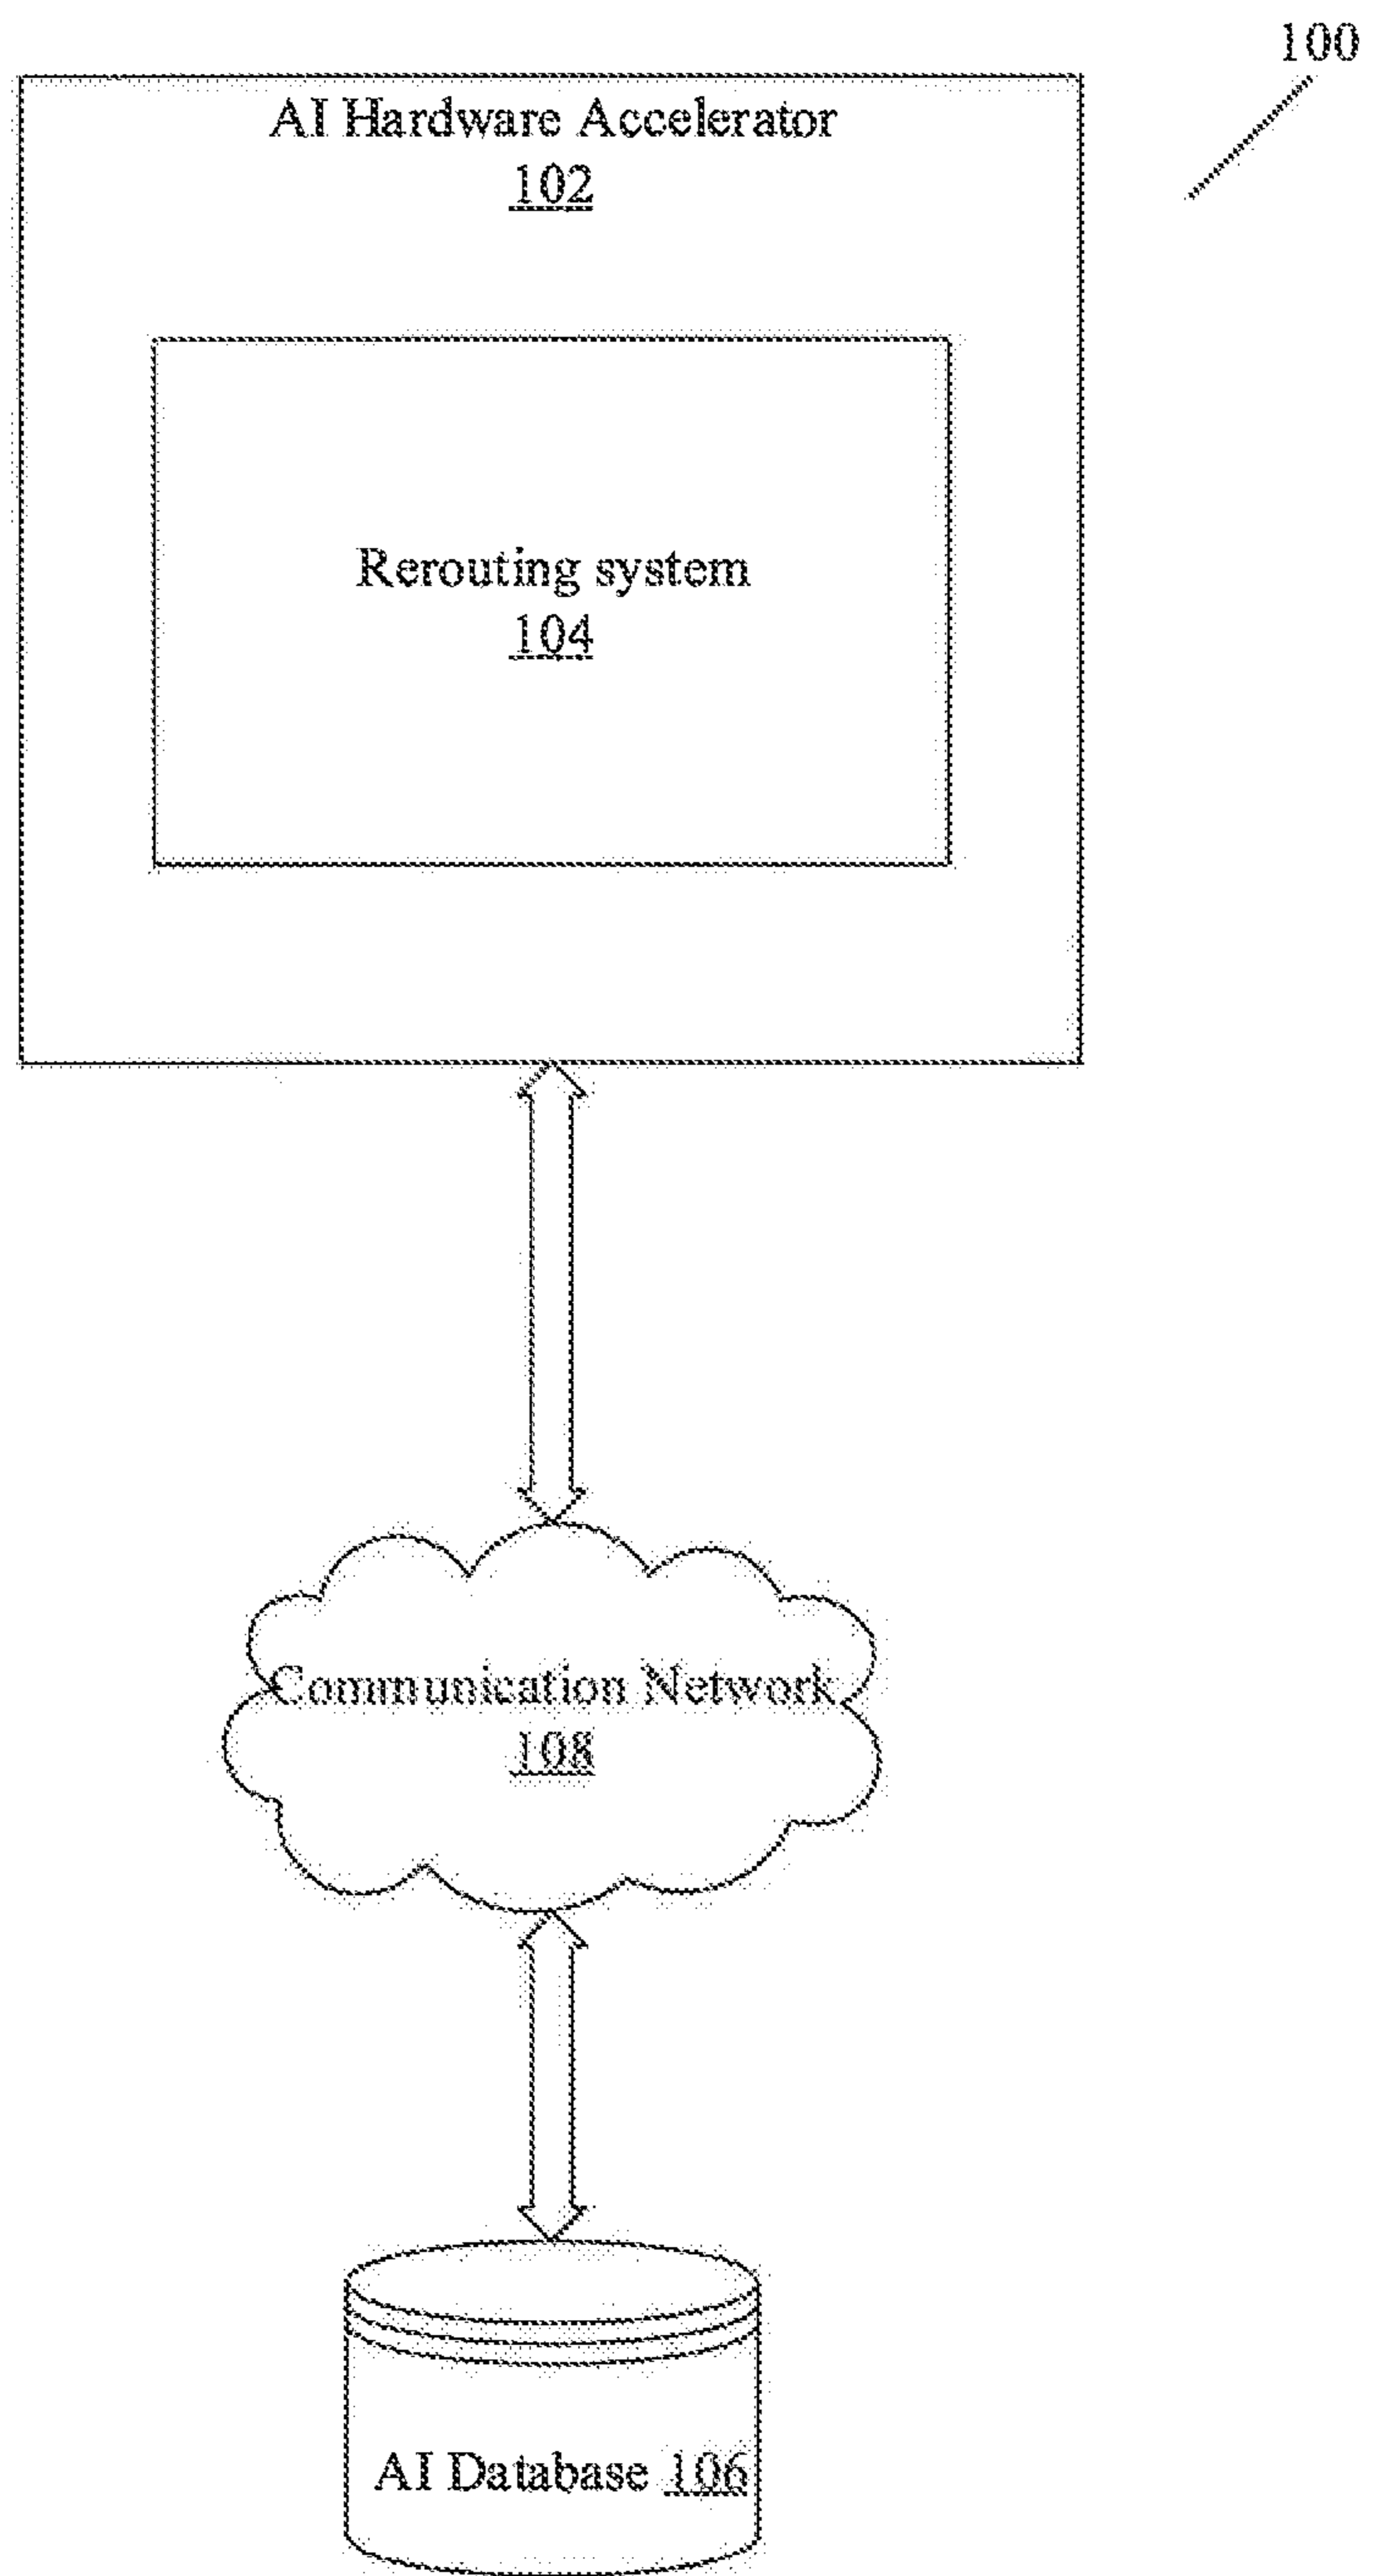 100
AI Hardware Accelerator
102
Rerouting system
104
Communication Network
108
AI Database 106